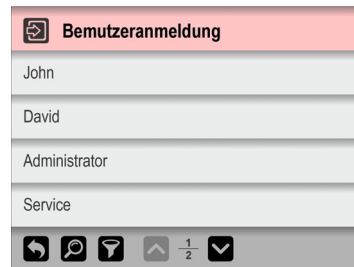 Bemutzeranmeldung
John
David
Administrator
Service
1
2